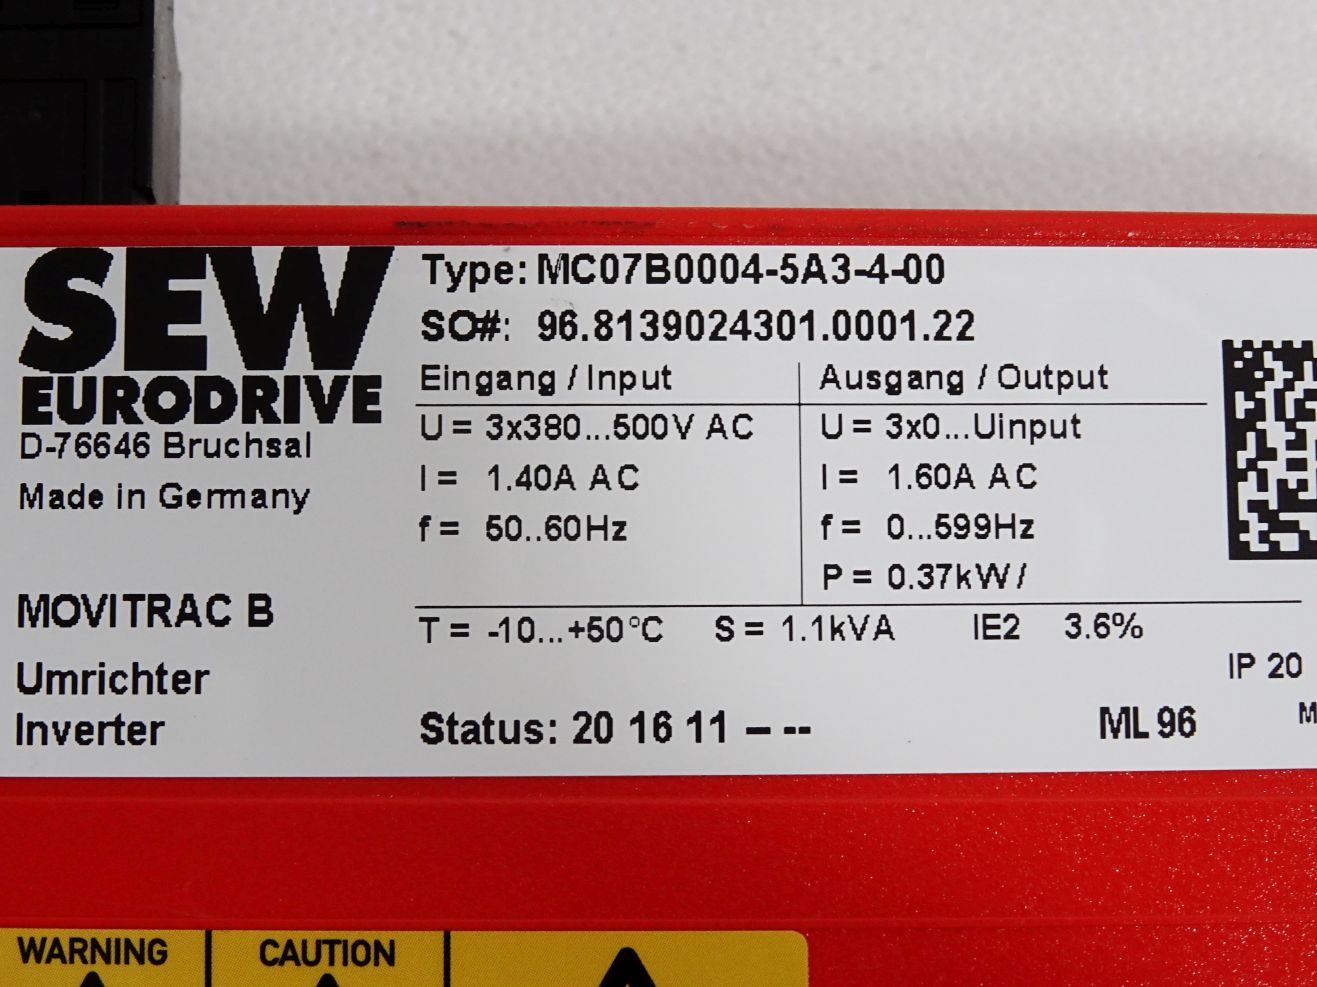 SEW
EURODRIVE
D-76646 Bruchsal
Made in Germany
MOVITRAC B
Umrichter
Inverter
Type: MC07B0004-5A3-4-00
SO#: 96.8139024301.0001.22
Eingang / Input
U = 3x380...500V AC
I = 1.40A AC
f = 50..60Hz
Ausgang / Output
U = 3x0...Uinput
I = 1.60A AC
f = 0...599Hz
P = 0.37kW /
T = -10...+50°C S = 1.1kVA IE2 3.6%
IP 20
Status: 20 16 11 – -- ML 96
WARNING
CAUTION